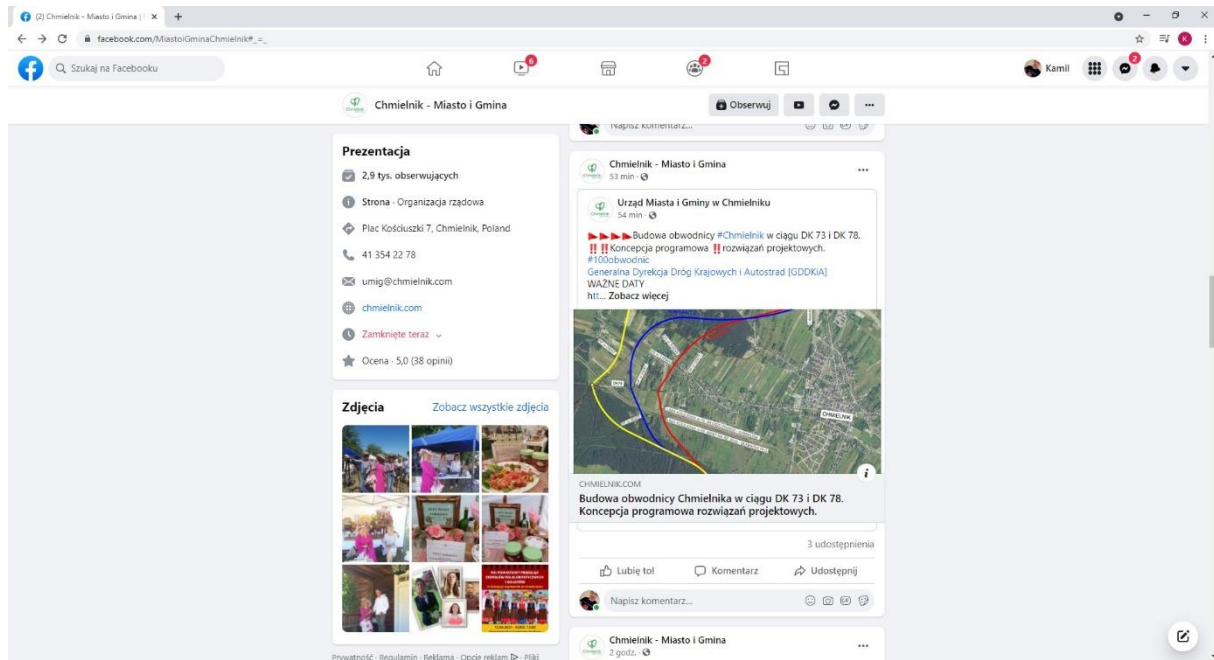 (2) Chmielnik - Miasto i Gmina |
facebook.com/MiastoiGminaChmielnik#_=_
K
Szukaj na Facebooku
6
2
Kamil
2
Chmielnik - Miasto i Gmina
Obserwuj
Prezentacja
2,9 tys. obserwujących
Strona · Organizacja rządowa
Plac Kościuszki 7, Chmielnik, Poland
41 354 22 78
umig@chmielnik.com
chmielnik.com
Zamknięte teraz
Ocena · 5,0 (38 opinii)
Zdjęcia
Zobacz wszystkie zdjęcia
Prywatność · Regulamin · Reklama · Opcje reklam · Pliki
Napisz komentarz...
Chmielnik - Miasto i Gmina
53 min ·
Urząd Miasta i Gminy w Chmielniku
54 min ·
Budowa obwodnicy #Chmielnik w ciągu DK 73 i DK 78.
‼️ ‼️Koncepcja programowa ‼️rozwiązań projektowych.
#100obwodnic
Generalna Dyrekcja Dróg Krajowych i Autostrad [GDDKiA]
WAŻNE DATY
htt... Zobacz więcej
CHMIELNIK
CHMIELNIK.COM
Budowa obwodnicy Chmielnika w ciągu DK 73 i DK 78.
Koncepcja programowa rozwiązań projektowych.
3 udostępnienia
Lubię to!
Komentarz
Udostępnij
Napisz komentarz...
Chmielnik - Miasto i Gmina
2 godz. ·